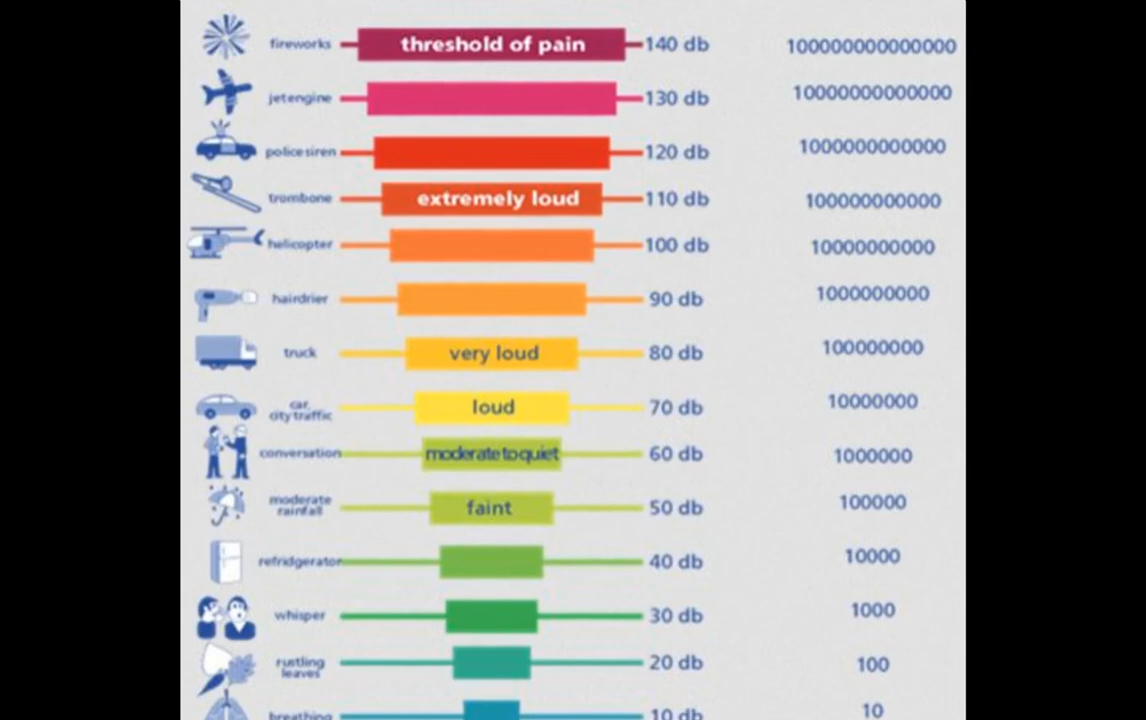 fireworks threshold of pain 140 db 100000000000000
jetengine 130 db 10000000000000
police siren 120 db 1000000000000
trombone extremely loud 110 db 100000000000
helicopter 100 db 10000000000
hairdrier 90 db 1000000000
truck very loud 80 db 100000000
car,
city traffic loud 70 db 10000000
conversation moderate to quiet 60 db 1000000
moderate
rainfall faint 50 db 100000
refridgerator 40 db 10000
whisper 30 db 1000
rustling
leaves 20 db 100
breathing 10 db 10